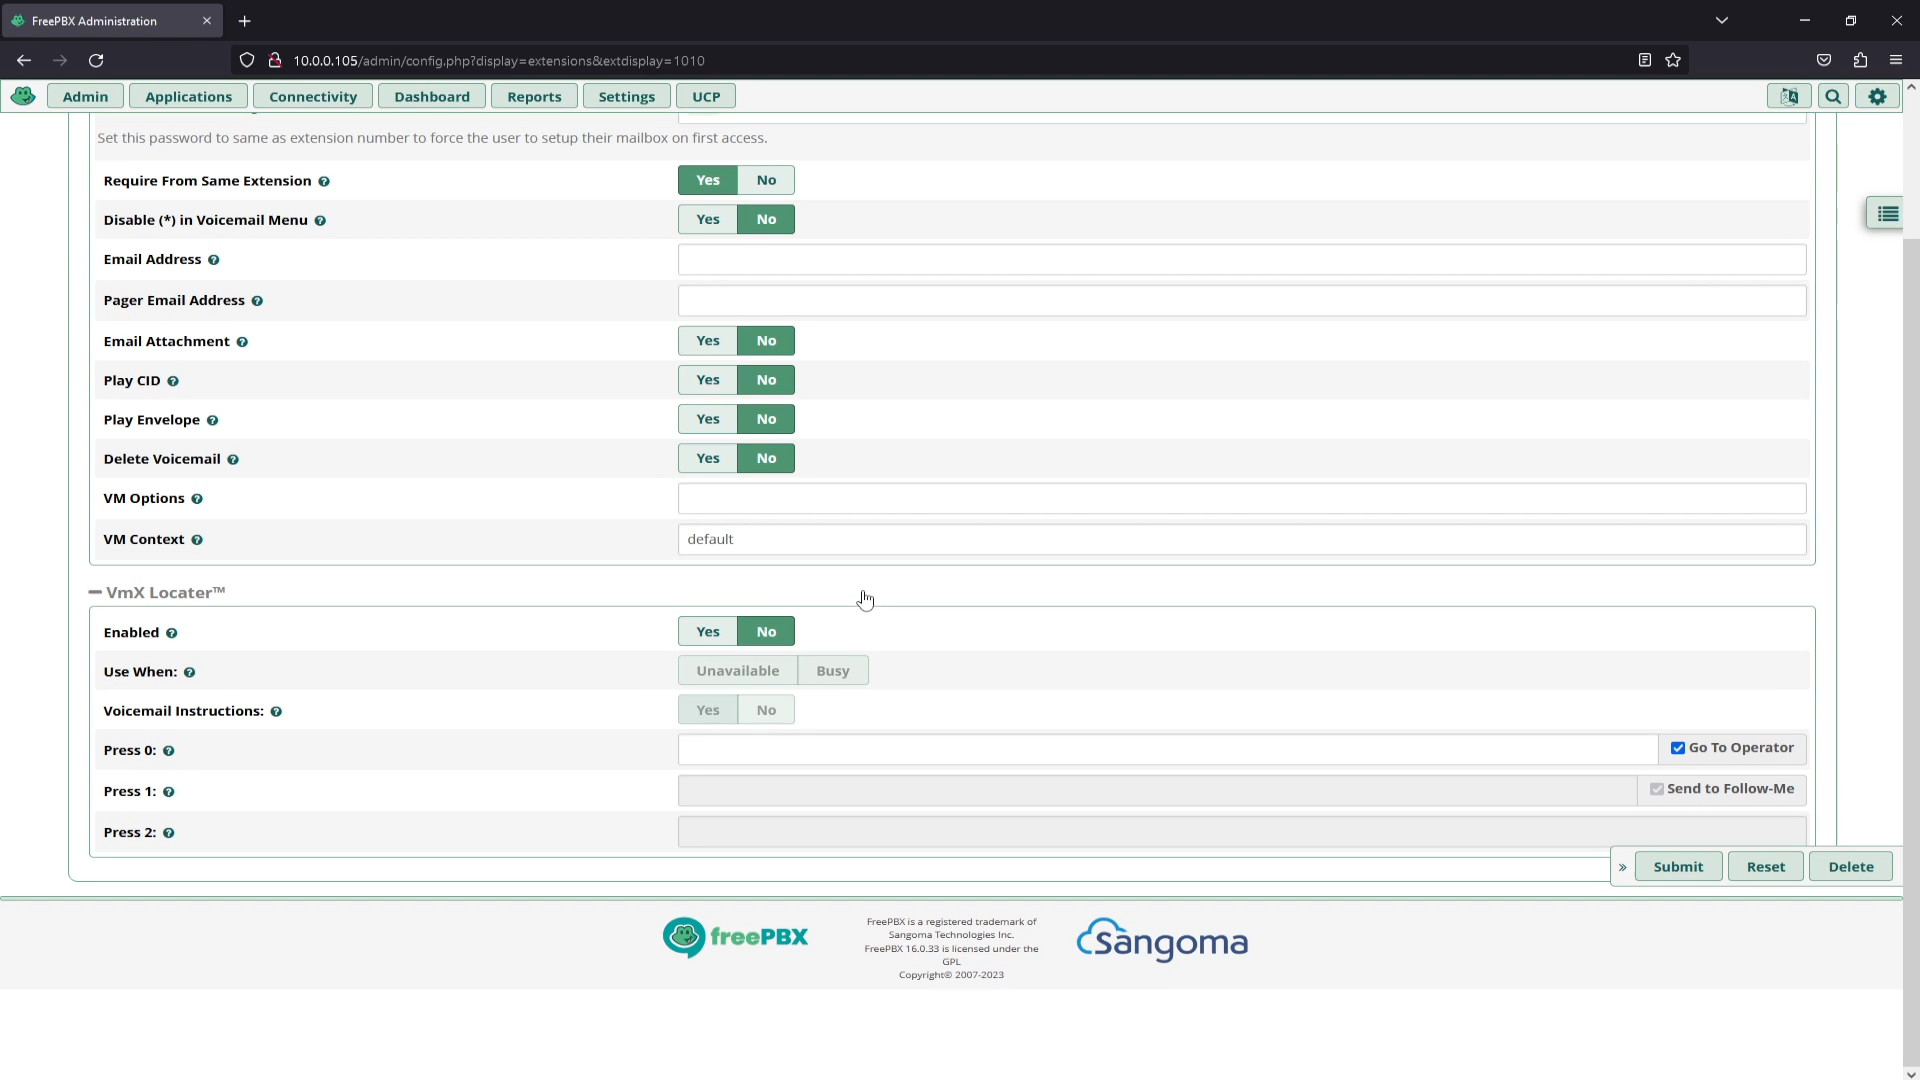 FreePBX Administration
10.0.0.105/admin/config.php?display=extensions&extdisplay=1010
Admin Applications Connectivity Dashboard Reports Settings UCP
Set this password to same as extension number to force the user to setup their mailbox on first access.
Require From Same Extension Yes No
Disable (*) in Voicemail Menu Yes No
Email Address
Pager Email Address
Email Attachment Yes No
Play CID Yes No
Play Envelope Yes No
Delete Voicemail Yes No
VM Options
VM Context default
VmX Locater™
Enabled Yes No
Use When: Unavailable Busy
Voicemail Instructions: Yes No
Press 0: Go To Operator
Press 1: Send to Follow-Me
Press 2:
» Submit Reset Delete
freePBX
FreePBX is a registered trademark of
Sangoma Technologies Inc.
FreePBX 16.0.33 is licensed under the
GPL
Copyright© 2007-2023
Sangoma